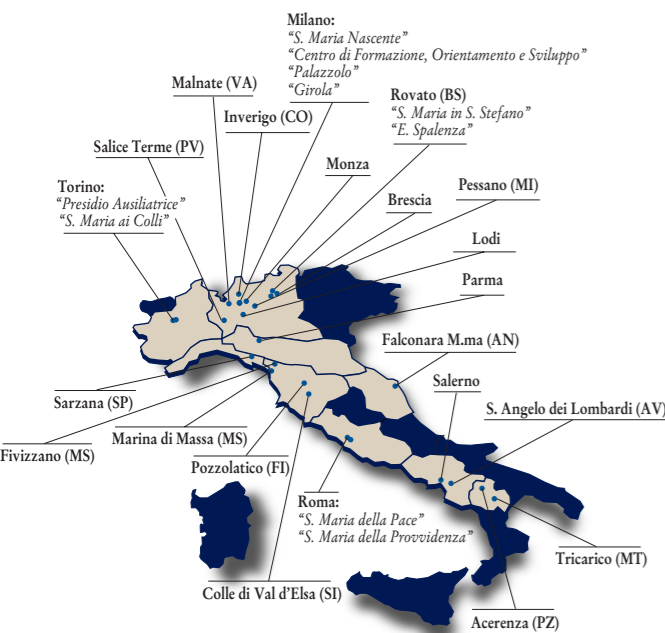 Milano:
“S. Maria Nascente”
“Centro di Formazione, Orientamento e Sviluppo”
“Palazzolo”
“Girola”
Malnate (VA)
Rovato (BS)
“S. Maria in S. Stefano”
“E. Spalenza”
Inverigo (CO)
Salice Terme (PV)
Monza
Torino:
“Presidio Ausiliatrice”
“S. Maria ai Colli”
Pessano (MI)
Brescia
Lodi
Parma
Falconara M.ma (AN)
Salerno
Sarzana (SP)
S. Angelo dei Lombardi (AV)
Marina di Massa (MS)
Fivizzano (MS)
Pozzolatico (FI)
Roma:
“S. Maria della Pace”
“S. Maria della Provvidenza”
Tricarico (MT)
Colle di Val d’Elsa (SI)
Acerenza (PZ)